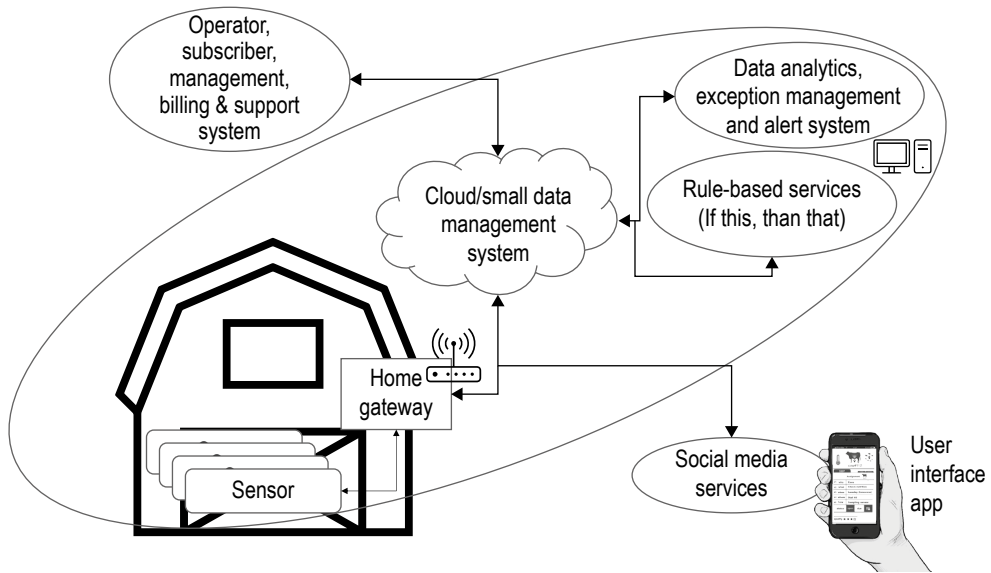 Operator,
subscriber,
management,
billing & support
system
Data analytics,
exception management
and alert system
Rule-based services
(If this, than that)
Cloud/small data
management
system
Home
gateway
Sensor
Social media
services
User
interface
app